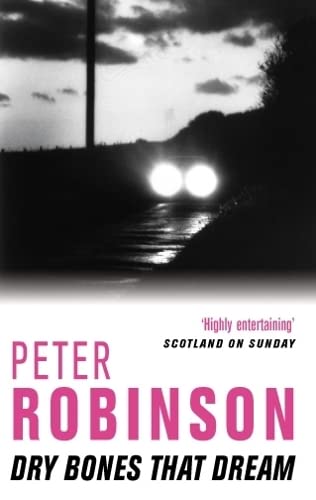 'Highly entertaining'
SCOTLAND ON SUNDAY
PETER
ROBINSON
DRY BONES THAT DREAM